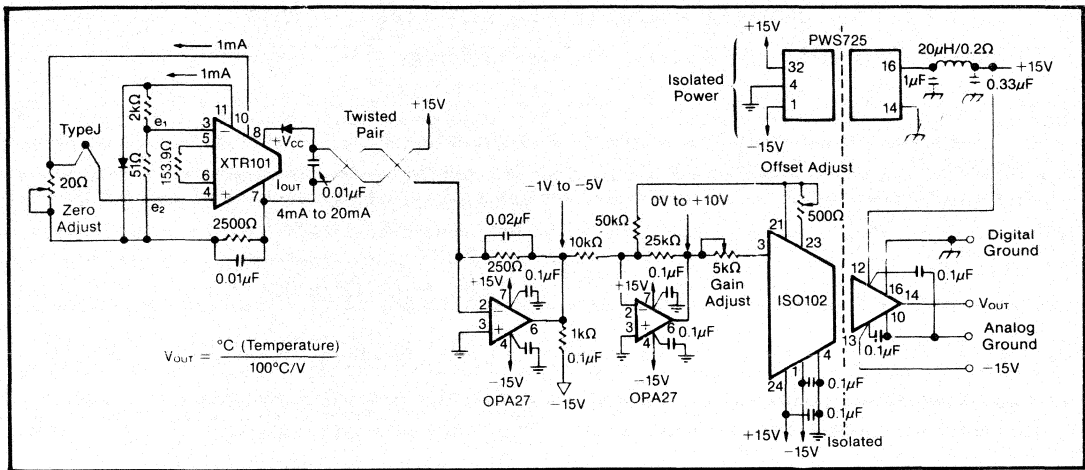 1mA
1mA
2kΩ
11
10
TypeJ
e1
3
−
5
8
+VCC
XTR101
51Ω
153.9Ω
6
4
+
7
IOUT
20Ω
Zero
Adjust
e2
2500Ω
0.01μF
0.01μF
4mA to 20mA
Twisted
Pair
+15V
Isolated
Power
+15V
32
4
1
−15V
PWS725
16
14
20μH/0.2Ω
1μF
0.33μF
+15V
Offset Adjust
−1V to −5V
0V to +10V
0.02μF
250Ω
10kΩ
50kΩ
25kΩ
5kΩ
Gain
Adjust
500Ω
21
23
3
ISO102
24
1
4
+15V
0.1μF
7
2
−
3
+
4
6
−15V
OPA27
1kΩ
0.1μF
−15V
+15V
0.1μF
7
2
−
3
+
4
6
0.1μF
−15V
OPA27
0.1μF
0.1μF
+15V
−15V
Isolated
12
16
14
10
13
0.1μF
0.1μF
Digital
Ground
VOUT
Analog
Ground
−15V
VOUT = °C (Temperature)
100°C/V